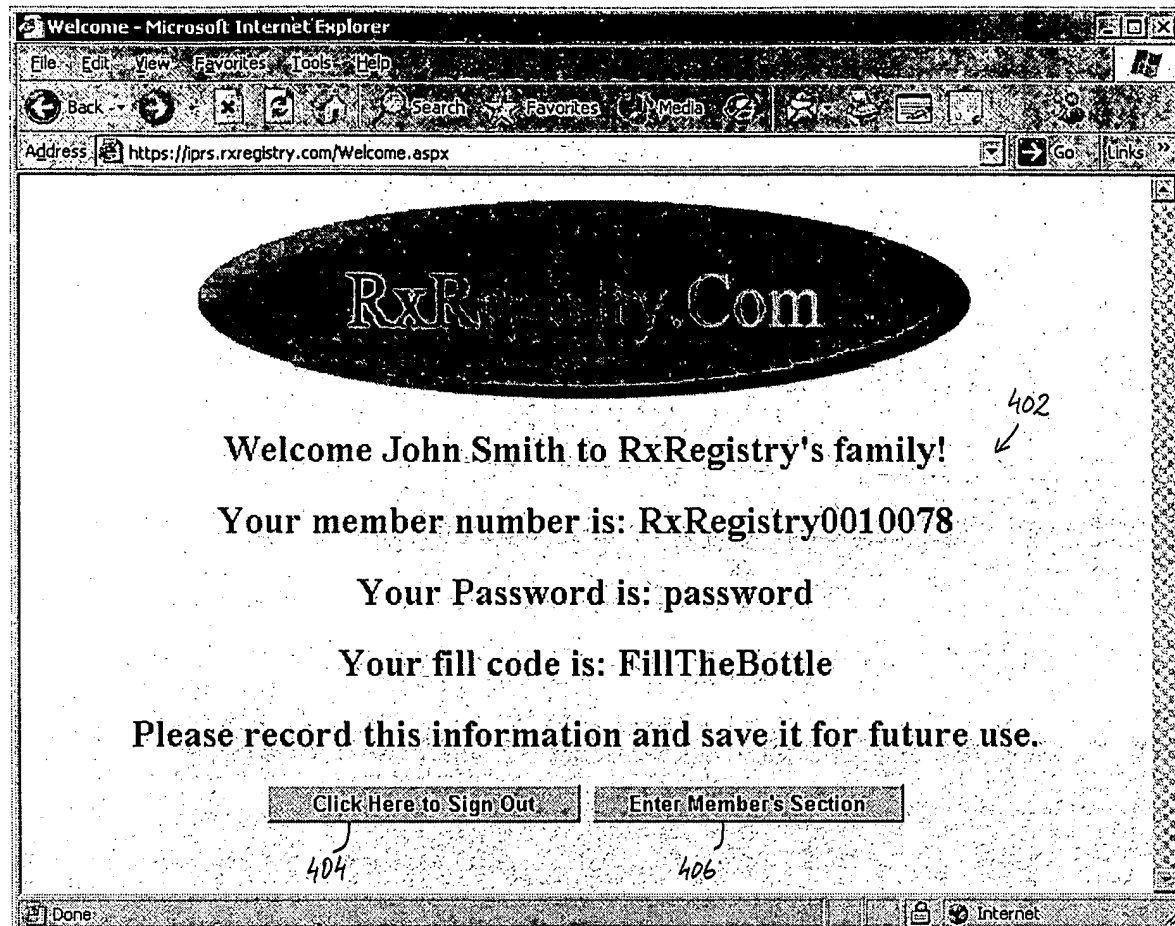 Welcome - Microsoft Internet Explorer
File Edit View Favorites Tools Help
Back Search Favorites Media
Address https://iprs.rxregistry.com/Welcome.aspx Go Links »
RxRegistry.Com
402
Welcome John Smith to RxRegistry's family!
Your member number is: RxRegistry0010078
Your Password is: password
Your fill code is: FillTheBottle
Please record this information and save it for future use.
Click Here to Sign Out Enter Member's Section
404 406
Done Internet